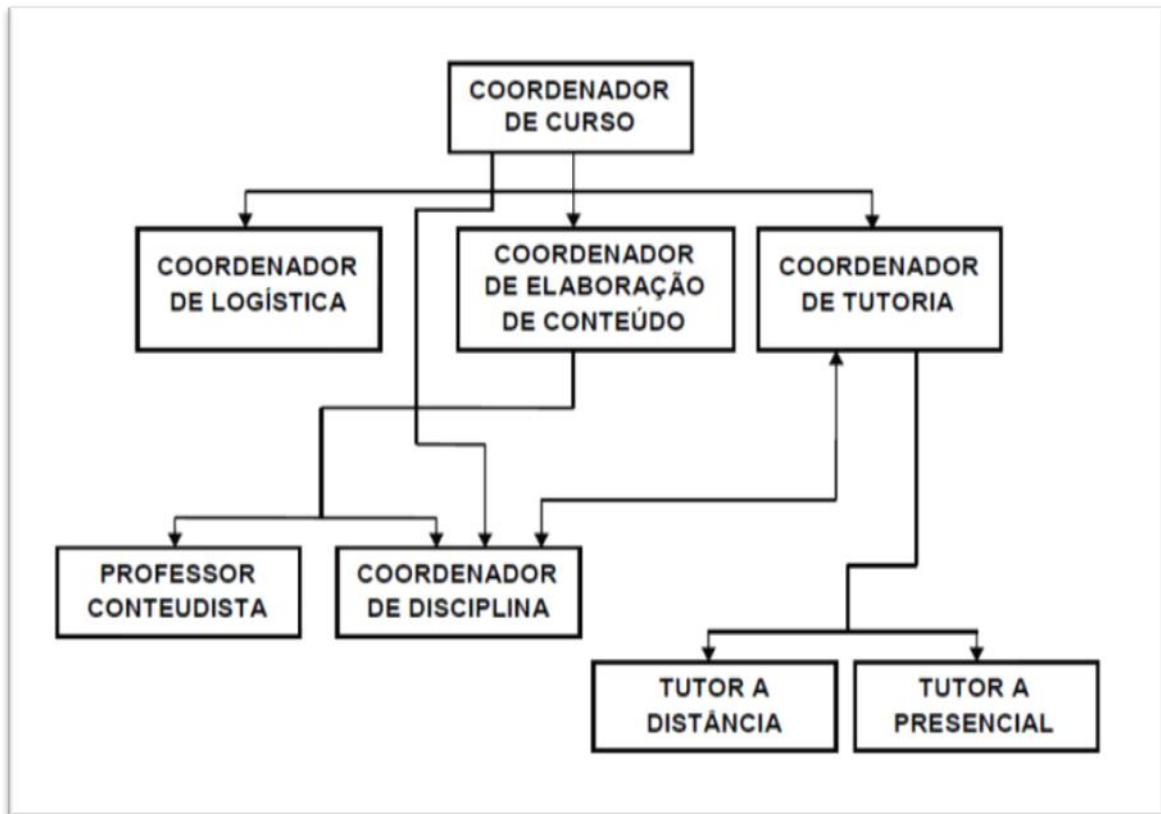 COORDENADOR
DE CURSO
COORDENADOR
DE LOGÍSTICA
COORDENADOR
DE ELABORAÇÃO
DE CONTEÚDO
COORDENADOR
DE TUTORIA
PROFESSOR
CONTEUDISTA
COORDENADOR
DE DISCIPLINA
TUTOR A
DISTÂNCIA
TUTOR A
PRESENCIAL